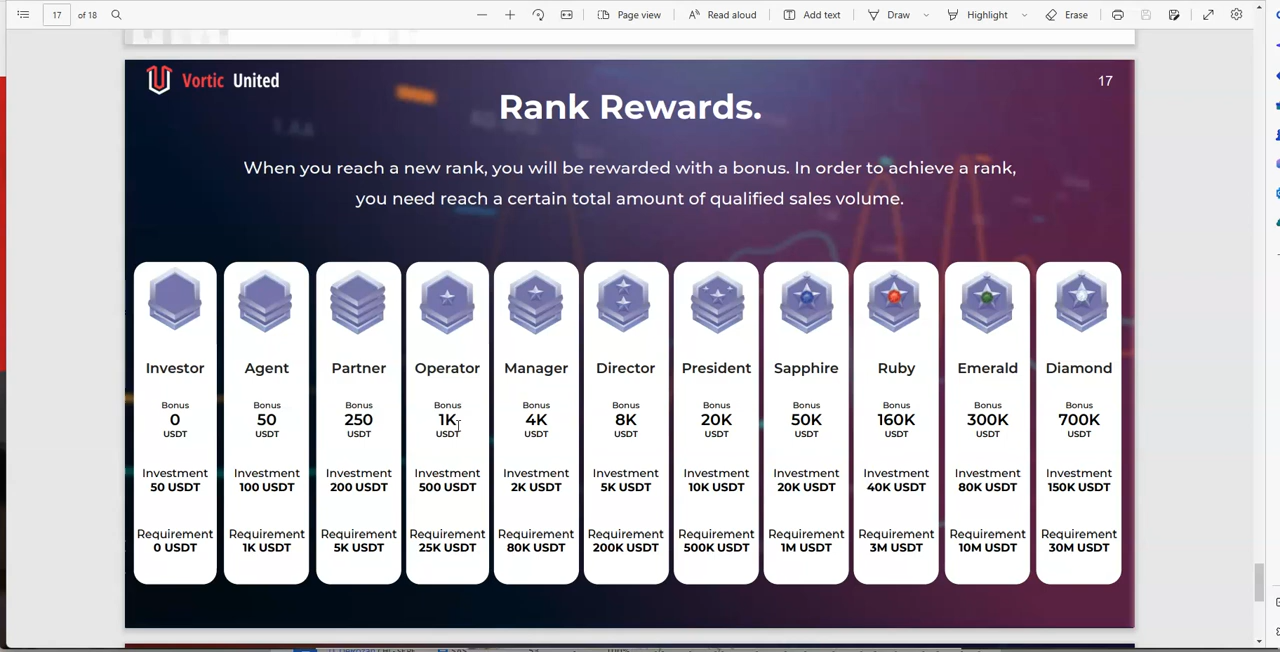 17 of 18
Page view
Read aloud
Add text
Draw
Highlight
Erase
Vortic United
17
Rank Rewards.
When you reach a new rank, you will be rewarded with a bonus. In order to achieve a rank,
you need reach a certain total amount of qualified sales volume.
Investor
Bonus
0
USDT
Investment
50 USDT
Requirement
0 USDT
Agent
Bonus
50
USDT
Investment
100 USDT
Requirement
1K USDT
Partner
Bonus
250
USDT
Investment
200 USDT
Requirement
5K USDT
Operator
Bonus
1K
USDT
Investment
500 USDT
Requirement
25K USDT
Manager
Bonus
4K
USDT
Investment
2K USDT
Requirement
80K USDT
Director
Bonus
8K
USDT
Investment
5K USDT
Requirement
200K USDT
President
Bonus
20K
USDT
Investment
10K USDT
Requirement
500K USDT
Sapphire
Bonus
50K
USDT
Investment
20K USDT
Requirement
1M USDT
Ruby
Bonus
160K
USDT
Investment
40K USDT
Requirement
3M USDT
Emerald
Bonus
300K
USDT
Investment
80K USDT
Requirement
10M USDT
Diamond
Bonus
700K
USDT
Investment
150K USDT
Requirement
30M USDT